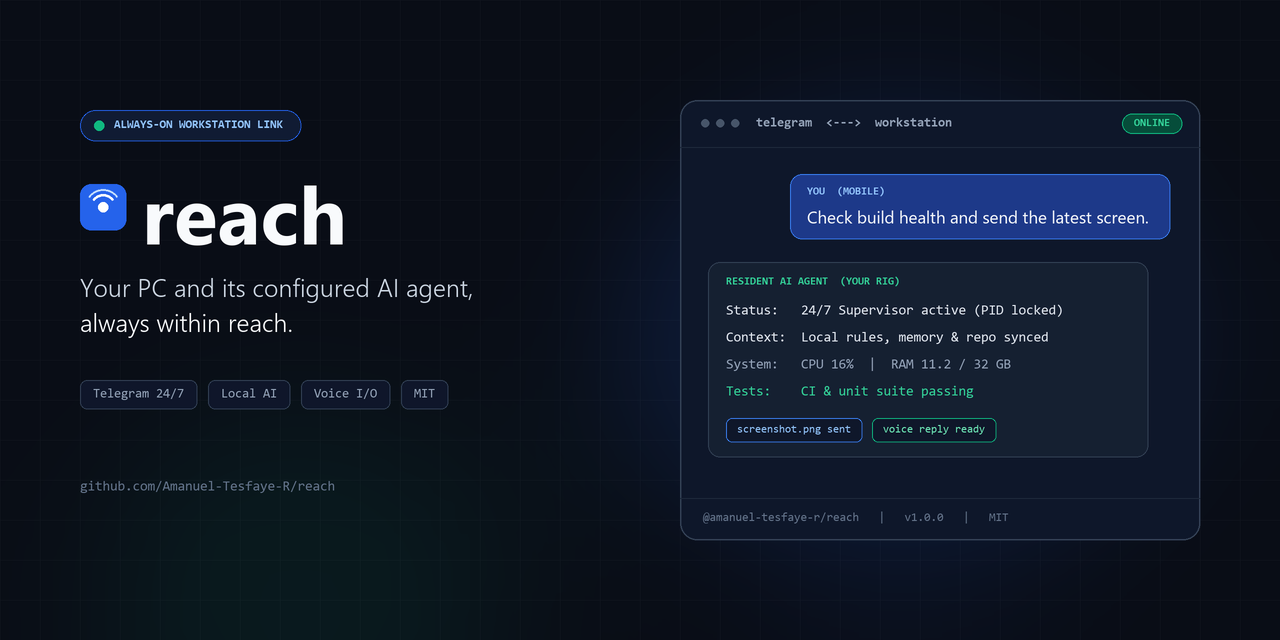 ALWAYS-ON WORKSTATION LINK
reach
Your PC and its configured AI agent,
always within reach.
Telegram 24/7 Local AI Voice I/O MIT
github.com/Amanuel-Tesfaye-R/reach
telegram <---> workstation ONLINE
YOU (MOBILE)
Check build health and send the latest screen.
RESIDENT AI AGENT (YOUR RIG)
Status: 24/7 Supervisor active (PID locked)
Context: Local rules, memory & repo synced
System: CPU 16% | RAM 11.2 / 32 GB
Tests: CI & unit suite passing
screenshot.png sent voice reply ready
@amanuel-tesfaye-r/reach | v1.0.0 | MIT